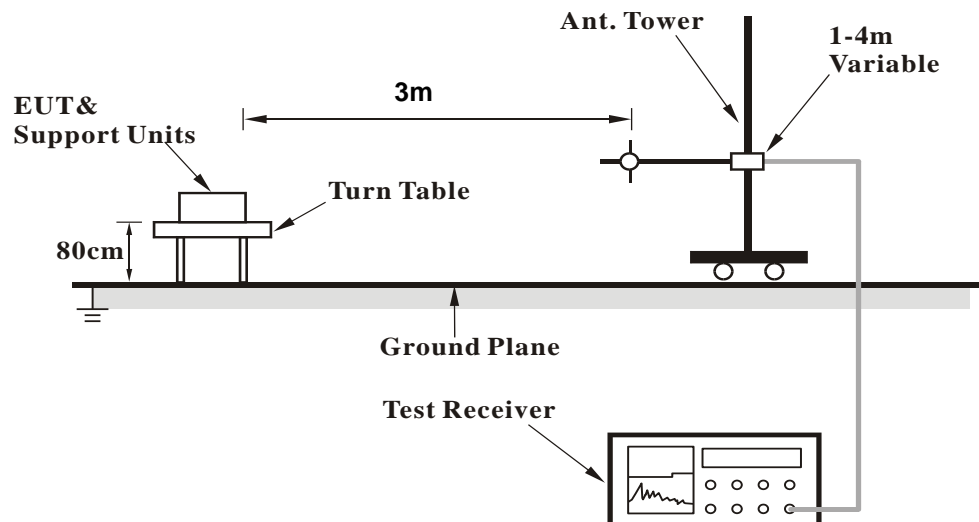 Ant. Tower
1-4m
Variable
3m
EUT&
Support Units
Turn Table
80cm
Ground Plane
Test Receiver